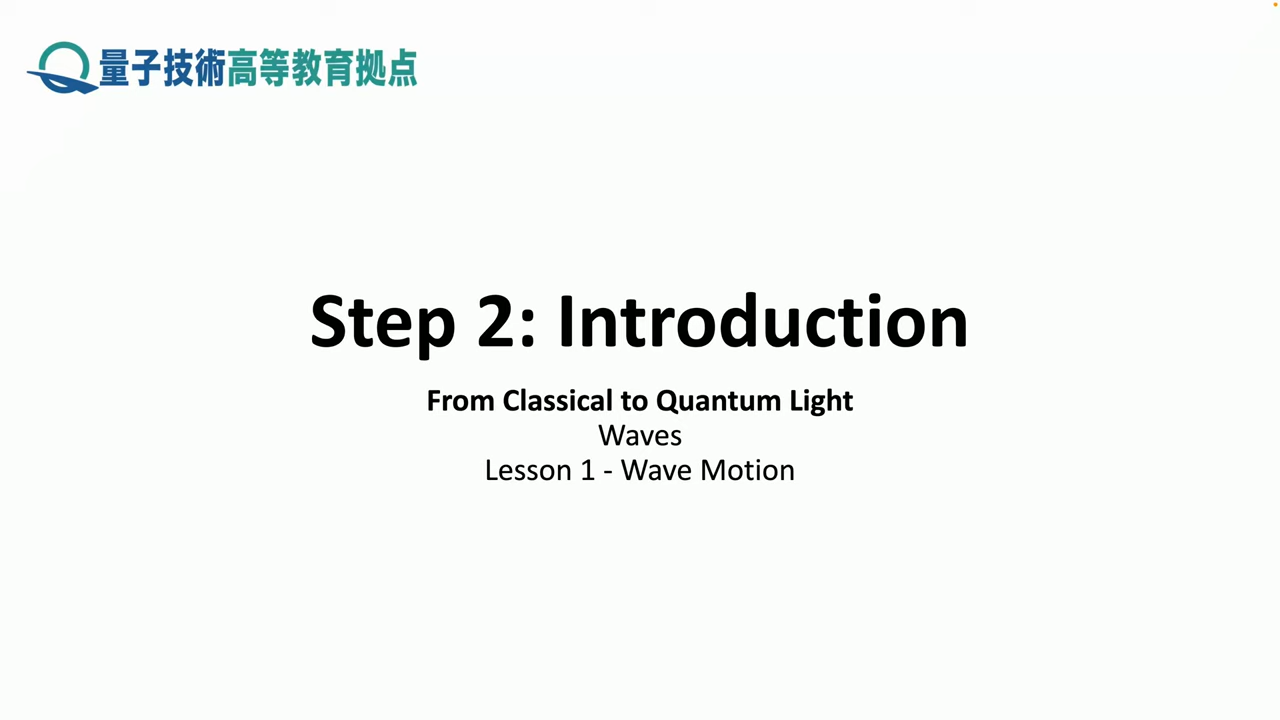 量子技術高等教育拠点
Step 2: Introduction
From Classical to Quantum Light
Waves
Lesson 1 - Wave Motion